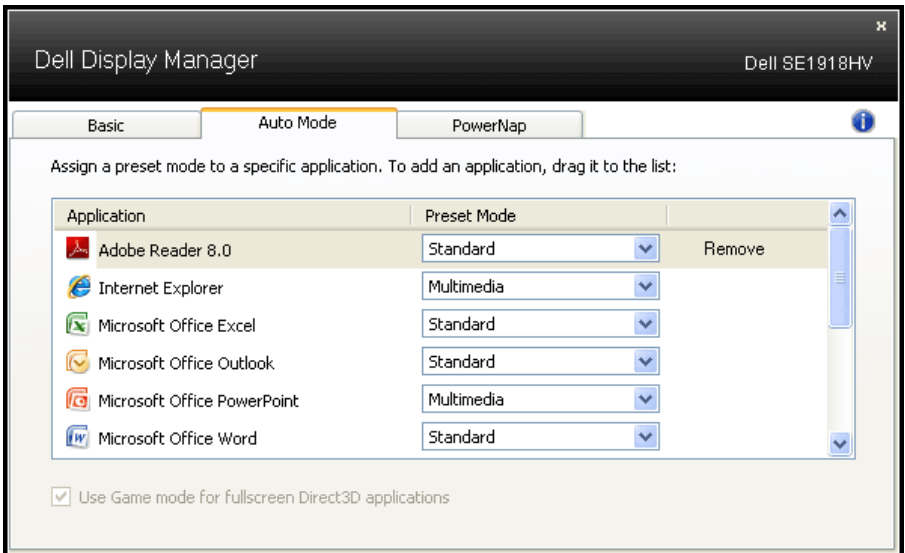 x
Dell Display Manager
Dell SE1918HV
Basic
Auto Mode
PowerNap
i
Assign a preset mode to a specific application. To add an application, drag it to the list:
Application Preset Mode
Adobe Reader 8.0 Standard Remove
Internet Explorer Multimedia
Microsoft Office Excel Standard
Microsoft Office Outlook Standard
Microsoft Office PowerPoint Multimedia
Microsoft Office Word Standard
Use Game mode for fullscreen Direct3D applications